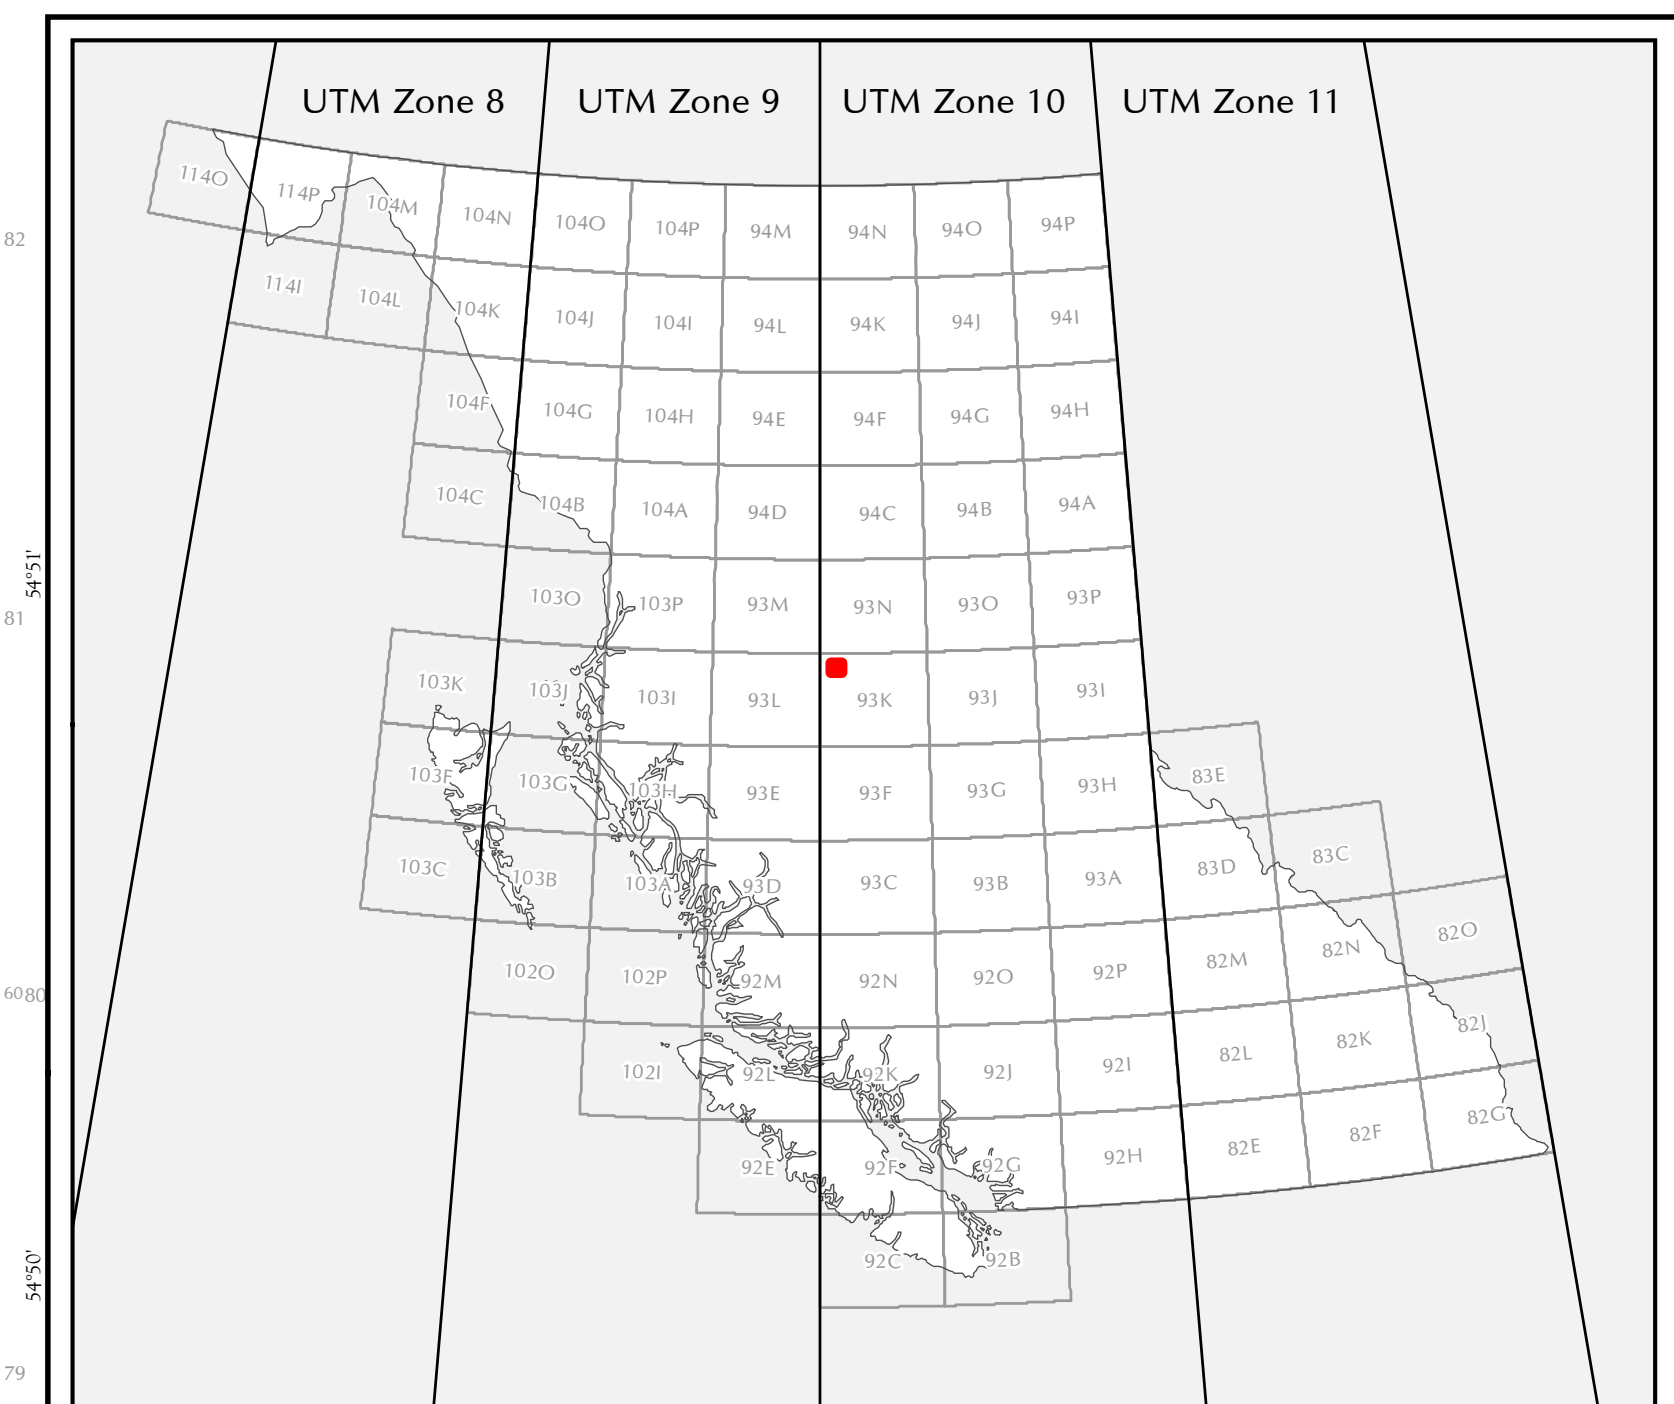 UTM Zone 8 UTM Zone 9 UTM Zone 10 UTM Zone 11
114O 114P 104M 104N 104O 104P 94M 94N 94O 94P
82
114I 104L 104K 104J 104I 94L 94K 94J 94I
104F 104G 104H 94E 94F 94G 94H
104C 104B 104A 94D 94C 94B 94A
54°51'
103O 103P 93M 93N 93O 93P
81
103K 103J 103I 93L 93K 93J 93I
103F 103G 103H 93E 93F 93G 93H 83E
103C 103B 103A 93D 93C 93B 93A 83D 83C
102O 102P 92M 92N 92O 92P 82M 82N 82O
6080
102I 92L 92K 92J 92I 82L 82K 82J
92E 92F 92G 92H 82E 82F 82G
54°50'
92C 92B
79